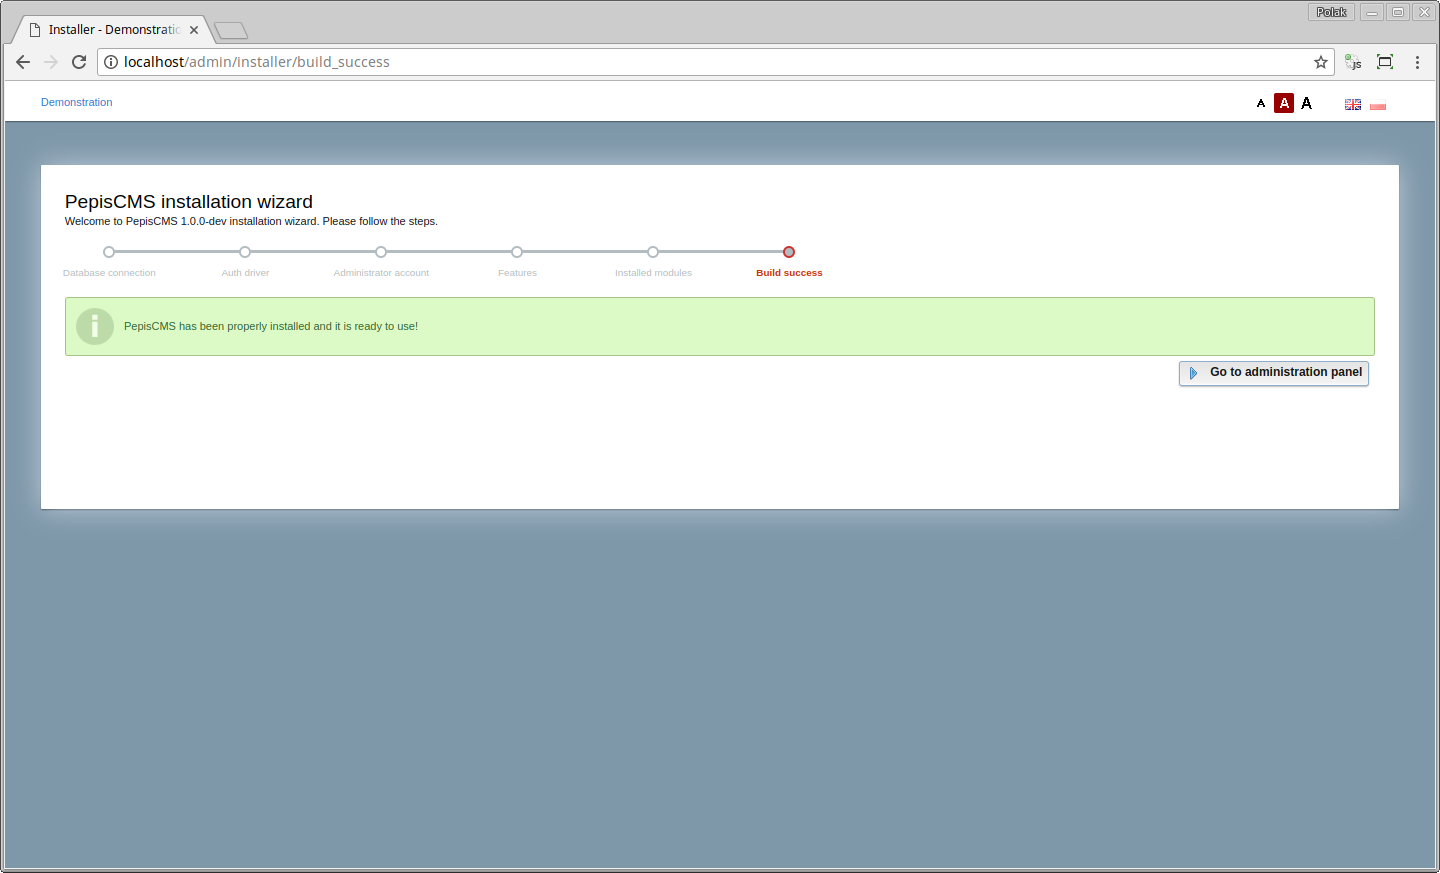 Polak
Installer - Demonstratic
localhost/admin/installer/build_success
js
Demonstration
A A A
PepisCMS installation wizard
Welcome to PepisCMS 1.0.0-dev installation wizard. Please follow the steps.
Database connection Auth driver Administrator account Features Installed modules Build success
PepisCMS has been properly installed and it is ready to use!
Go to administration panel